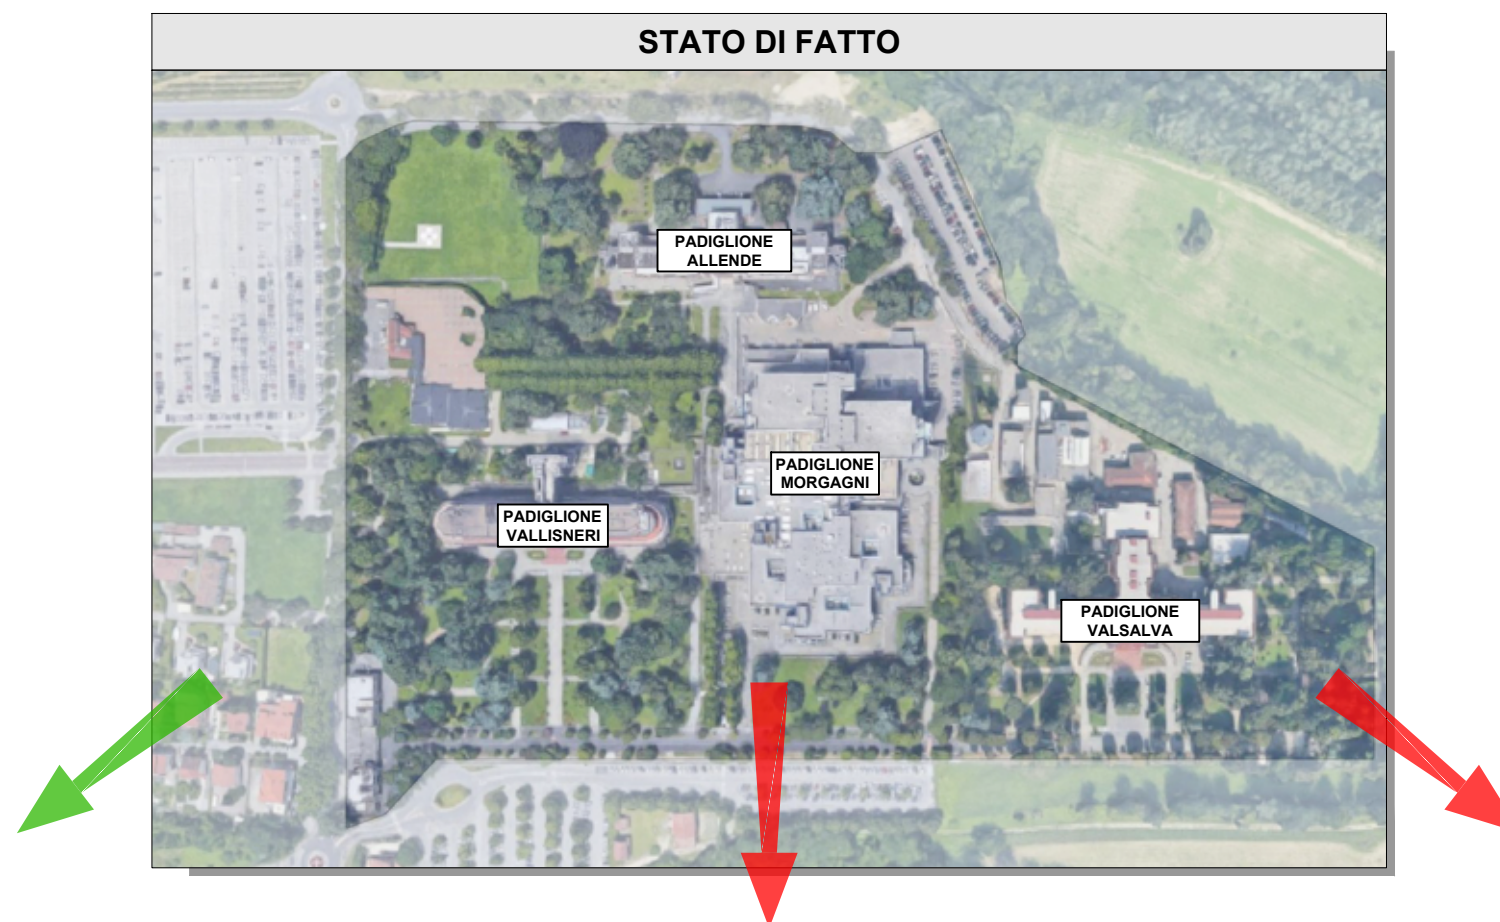 STATO DI FATTO
PADIGLIONE
ALLENDE
PADIGLIONE
MORGAGNI
PADIGLIONE
VALLISNERI
PADIGLIONE
VALSALVA